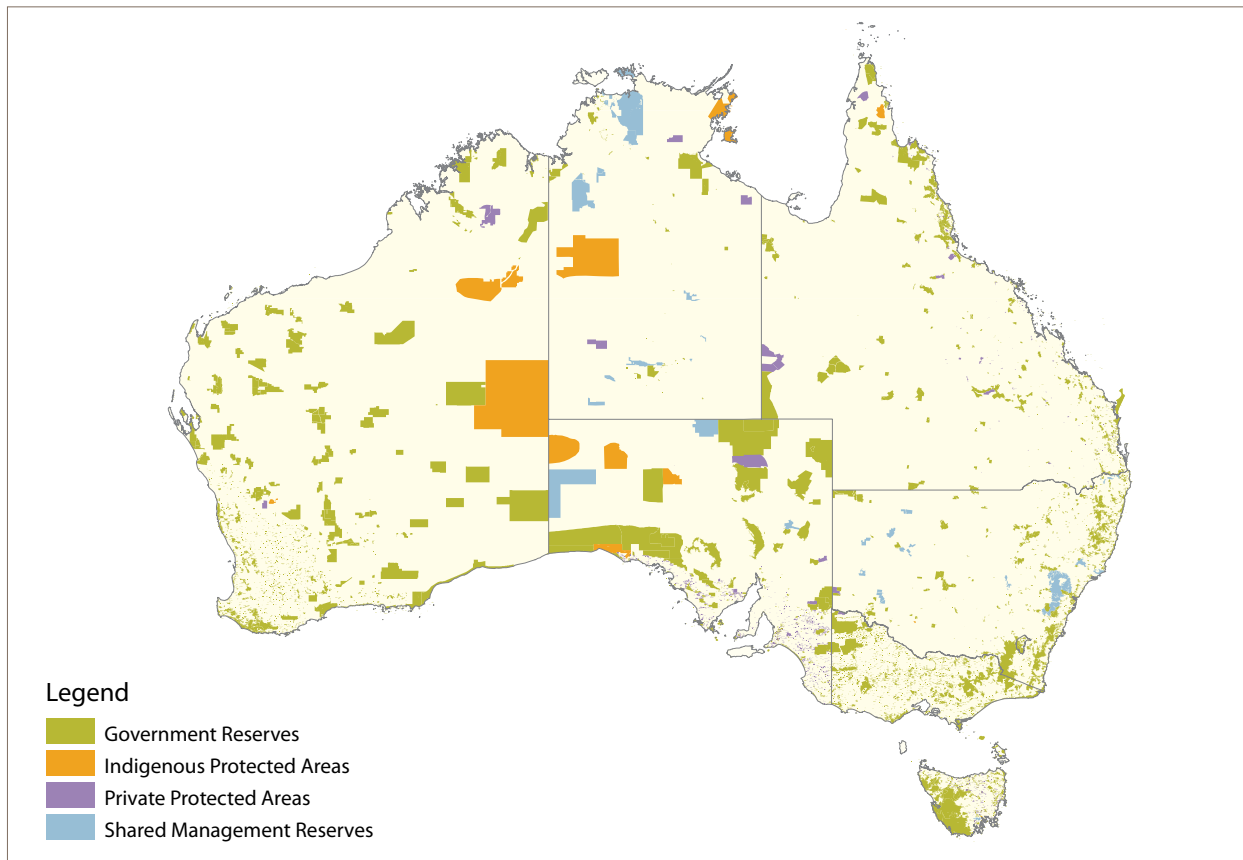 Legend
Government Reserves
Indigenous Protected Areas
Private Protected Areas
Shared Management Reserves